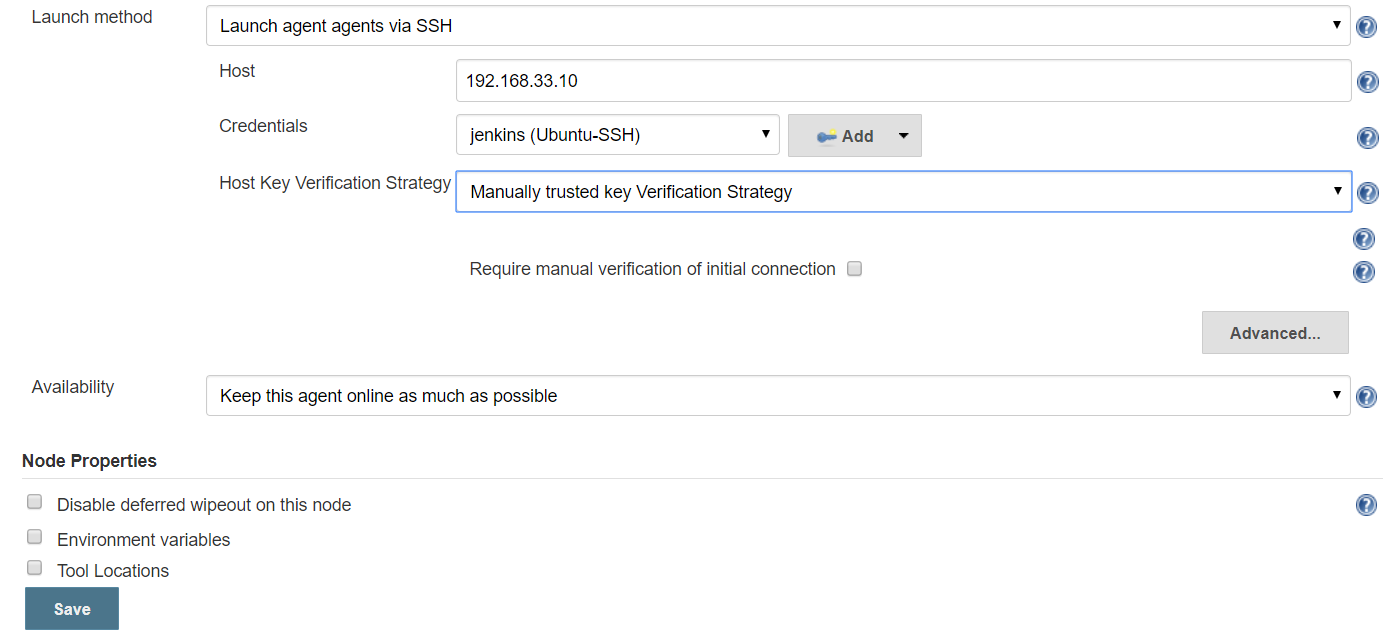 Launch method
Launch agent agents via SSH
Host
192.168.33.10
Credentials
jenkins (Ubuntu-SSH)
Add
Host Key Verification Strategy
Manually trusted key Verification Strategy
Require manual verification of initial connection
Advanced...
Availability
Keep this agent online as much as possible
Node Properties
Disable deferred wipeout on this node
Environment variables
Tool Locations
Save